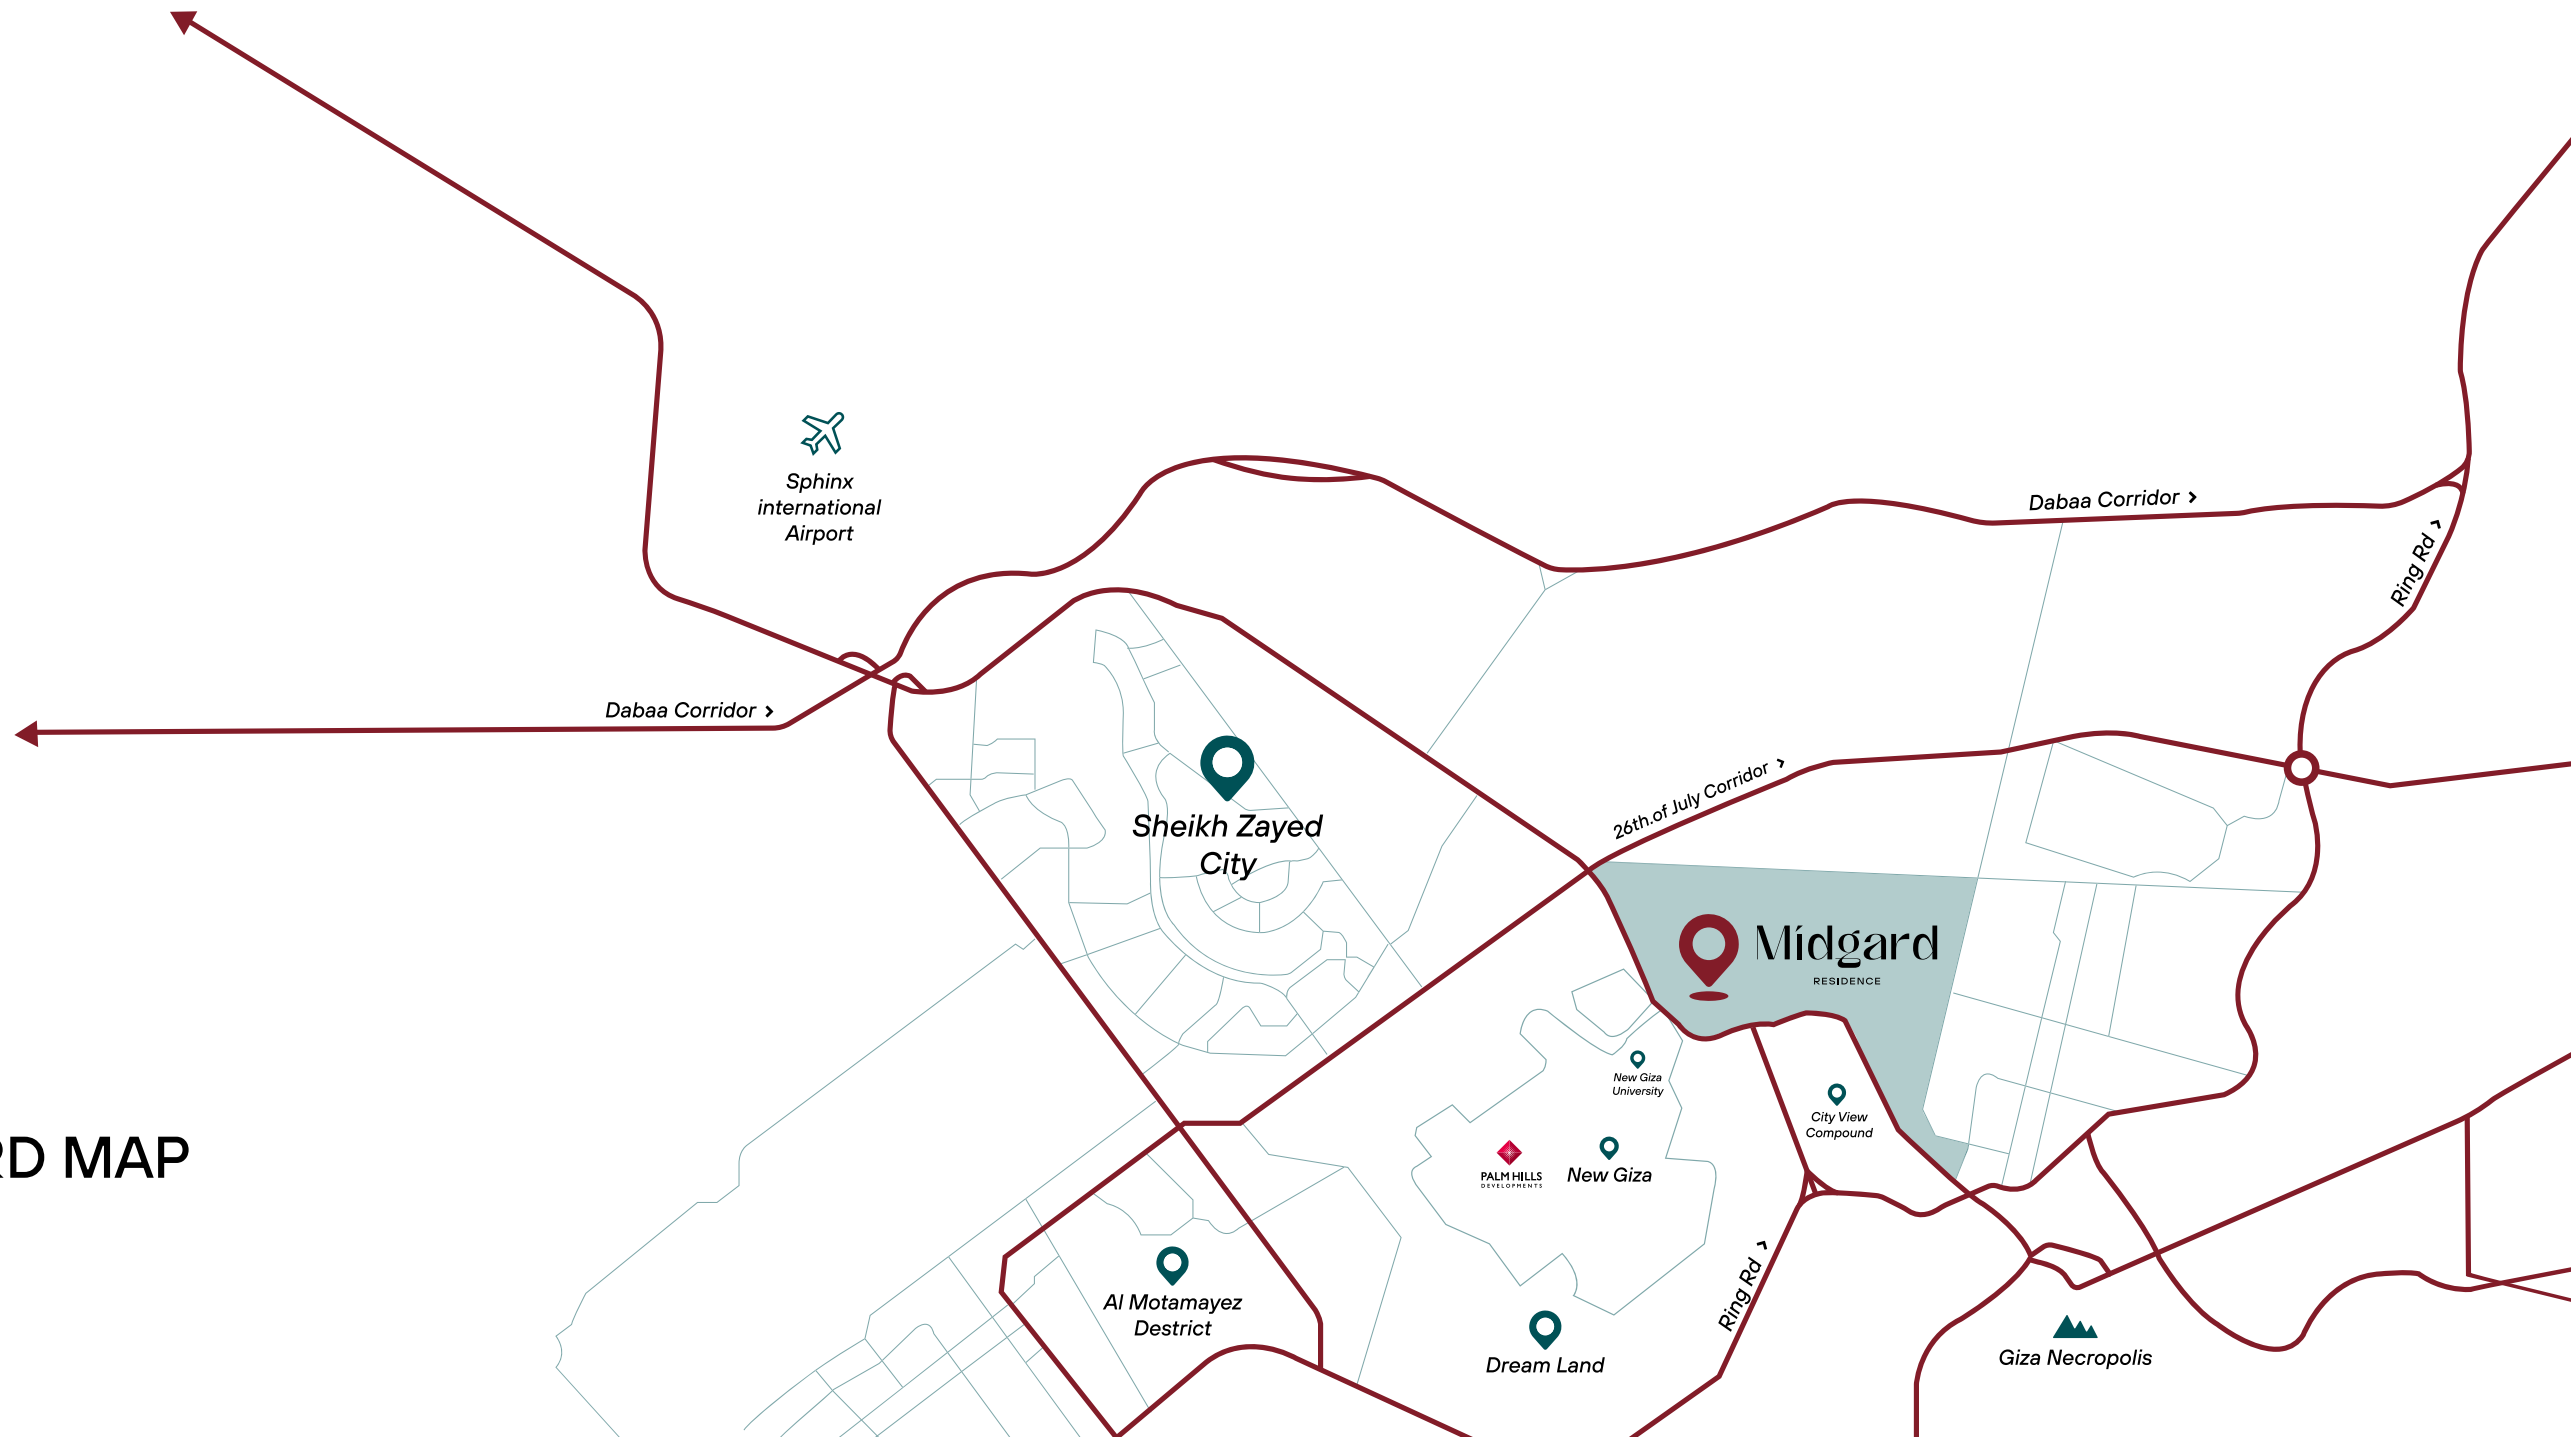 Sphinx
international
Airport
Dabaa Corridor >
Ring Rd >
Dabaa Corridor >
26th.of July Corridor >
Sheikh Zayed
City
Mídgard
RESIDENCE
New Giza
University
City View
Compound
RD MAP
PALM HILLS
DEVELOPMENTS
New Giza
Ring Rd >
Al Motamayez
Destrict
Dream Land
Giza Necropolis